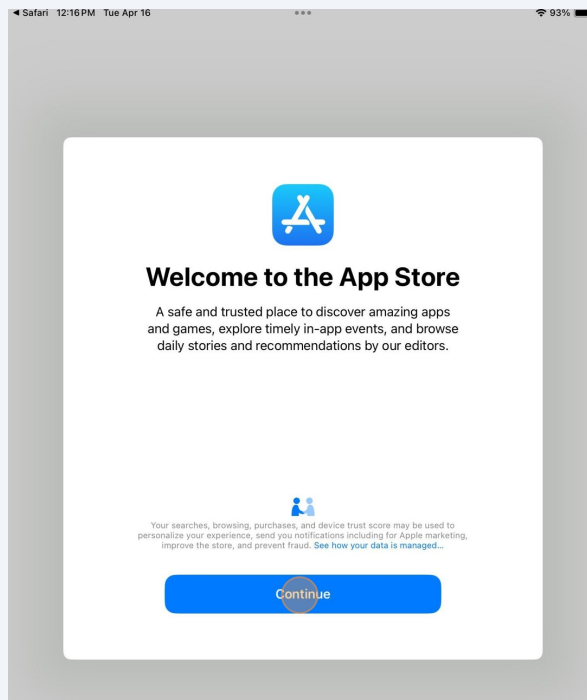 ◀ Safari 12:16 PM Tue Apr 16 93%
Welcome to the App Store
A safe and trusted place to discover amazing apps
and games, explore timely in-app events, and browse
daily stories and recommendations by our editors.
Your searches, browsing, purchases, and device trust score may be used to
personalize your experience, send you notifications including for Apple marketing,
improve the store, and prevent fraud. See how your data is managed...
Continue